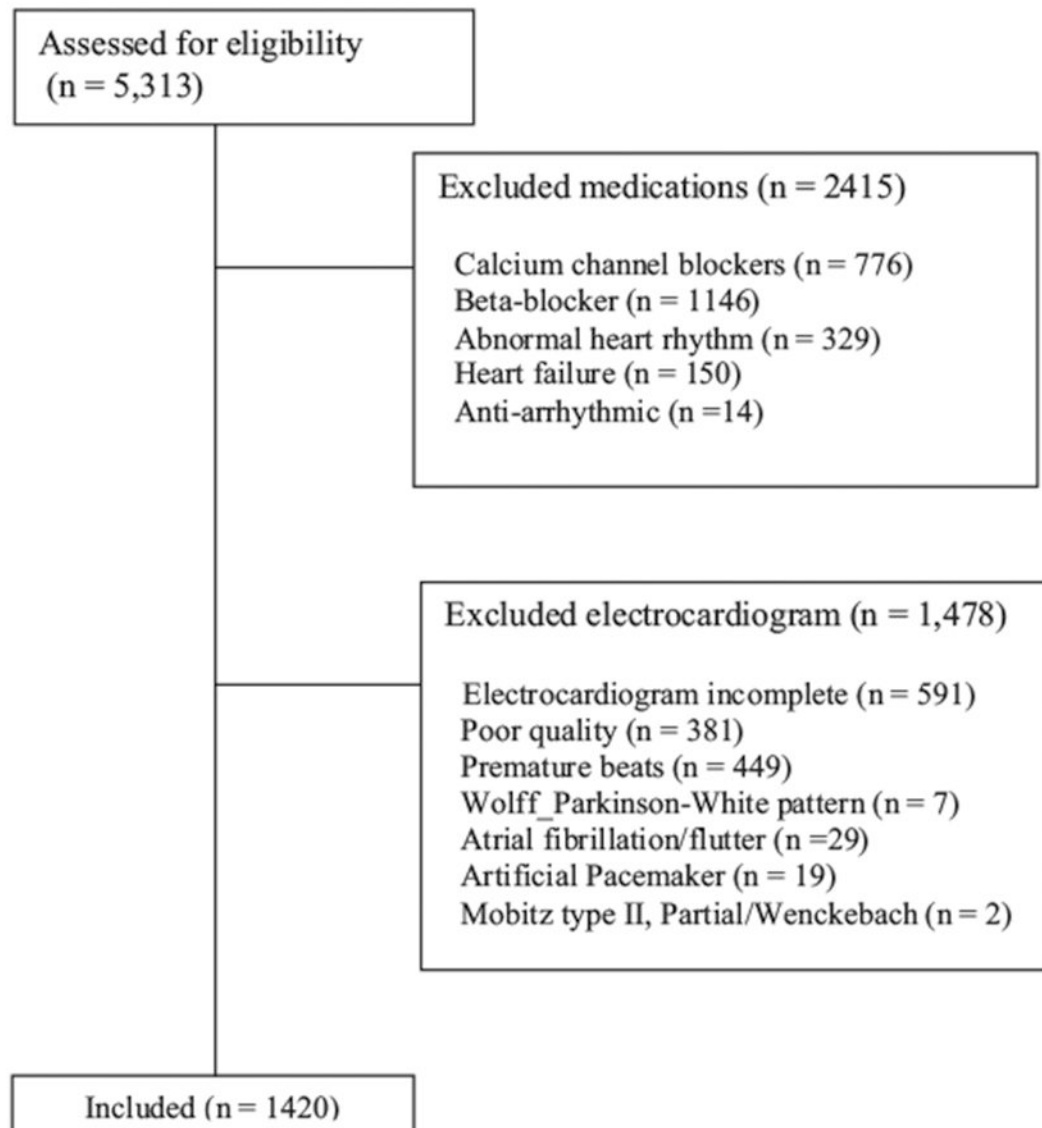 Assessed for eligibility
(n = 5,313)
Excluded medications (n = 2415)
Calcium channel blockers (n = 776)
Beta-blocker (n = 1146)
Abnormal heart rhythm (n = 329)
Heart failure (n = 150)
Anti-arrhythmic (n =14)
Excluded electrocardiogram (n = 1,478)
Electrocardiogram incomplete (n = 591)
Poor quality (n = 381)
Premature beats (n = 449)
Wolff_Parkinson-White pattern (n = 7)
Atrial fibrillation/flutter (n =29)
Artificial Pacemaker (n = 19)
Mobitz type II, Partial/Wenckebach (n = 2)
Included (n = 1420)